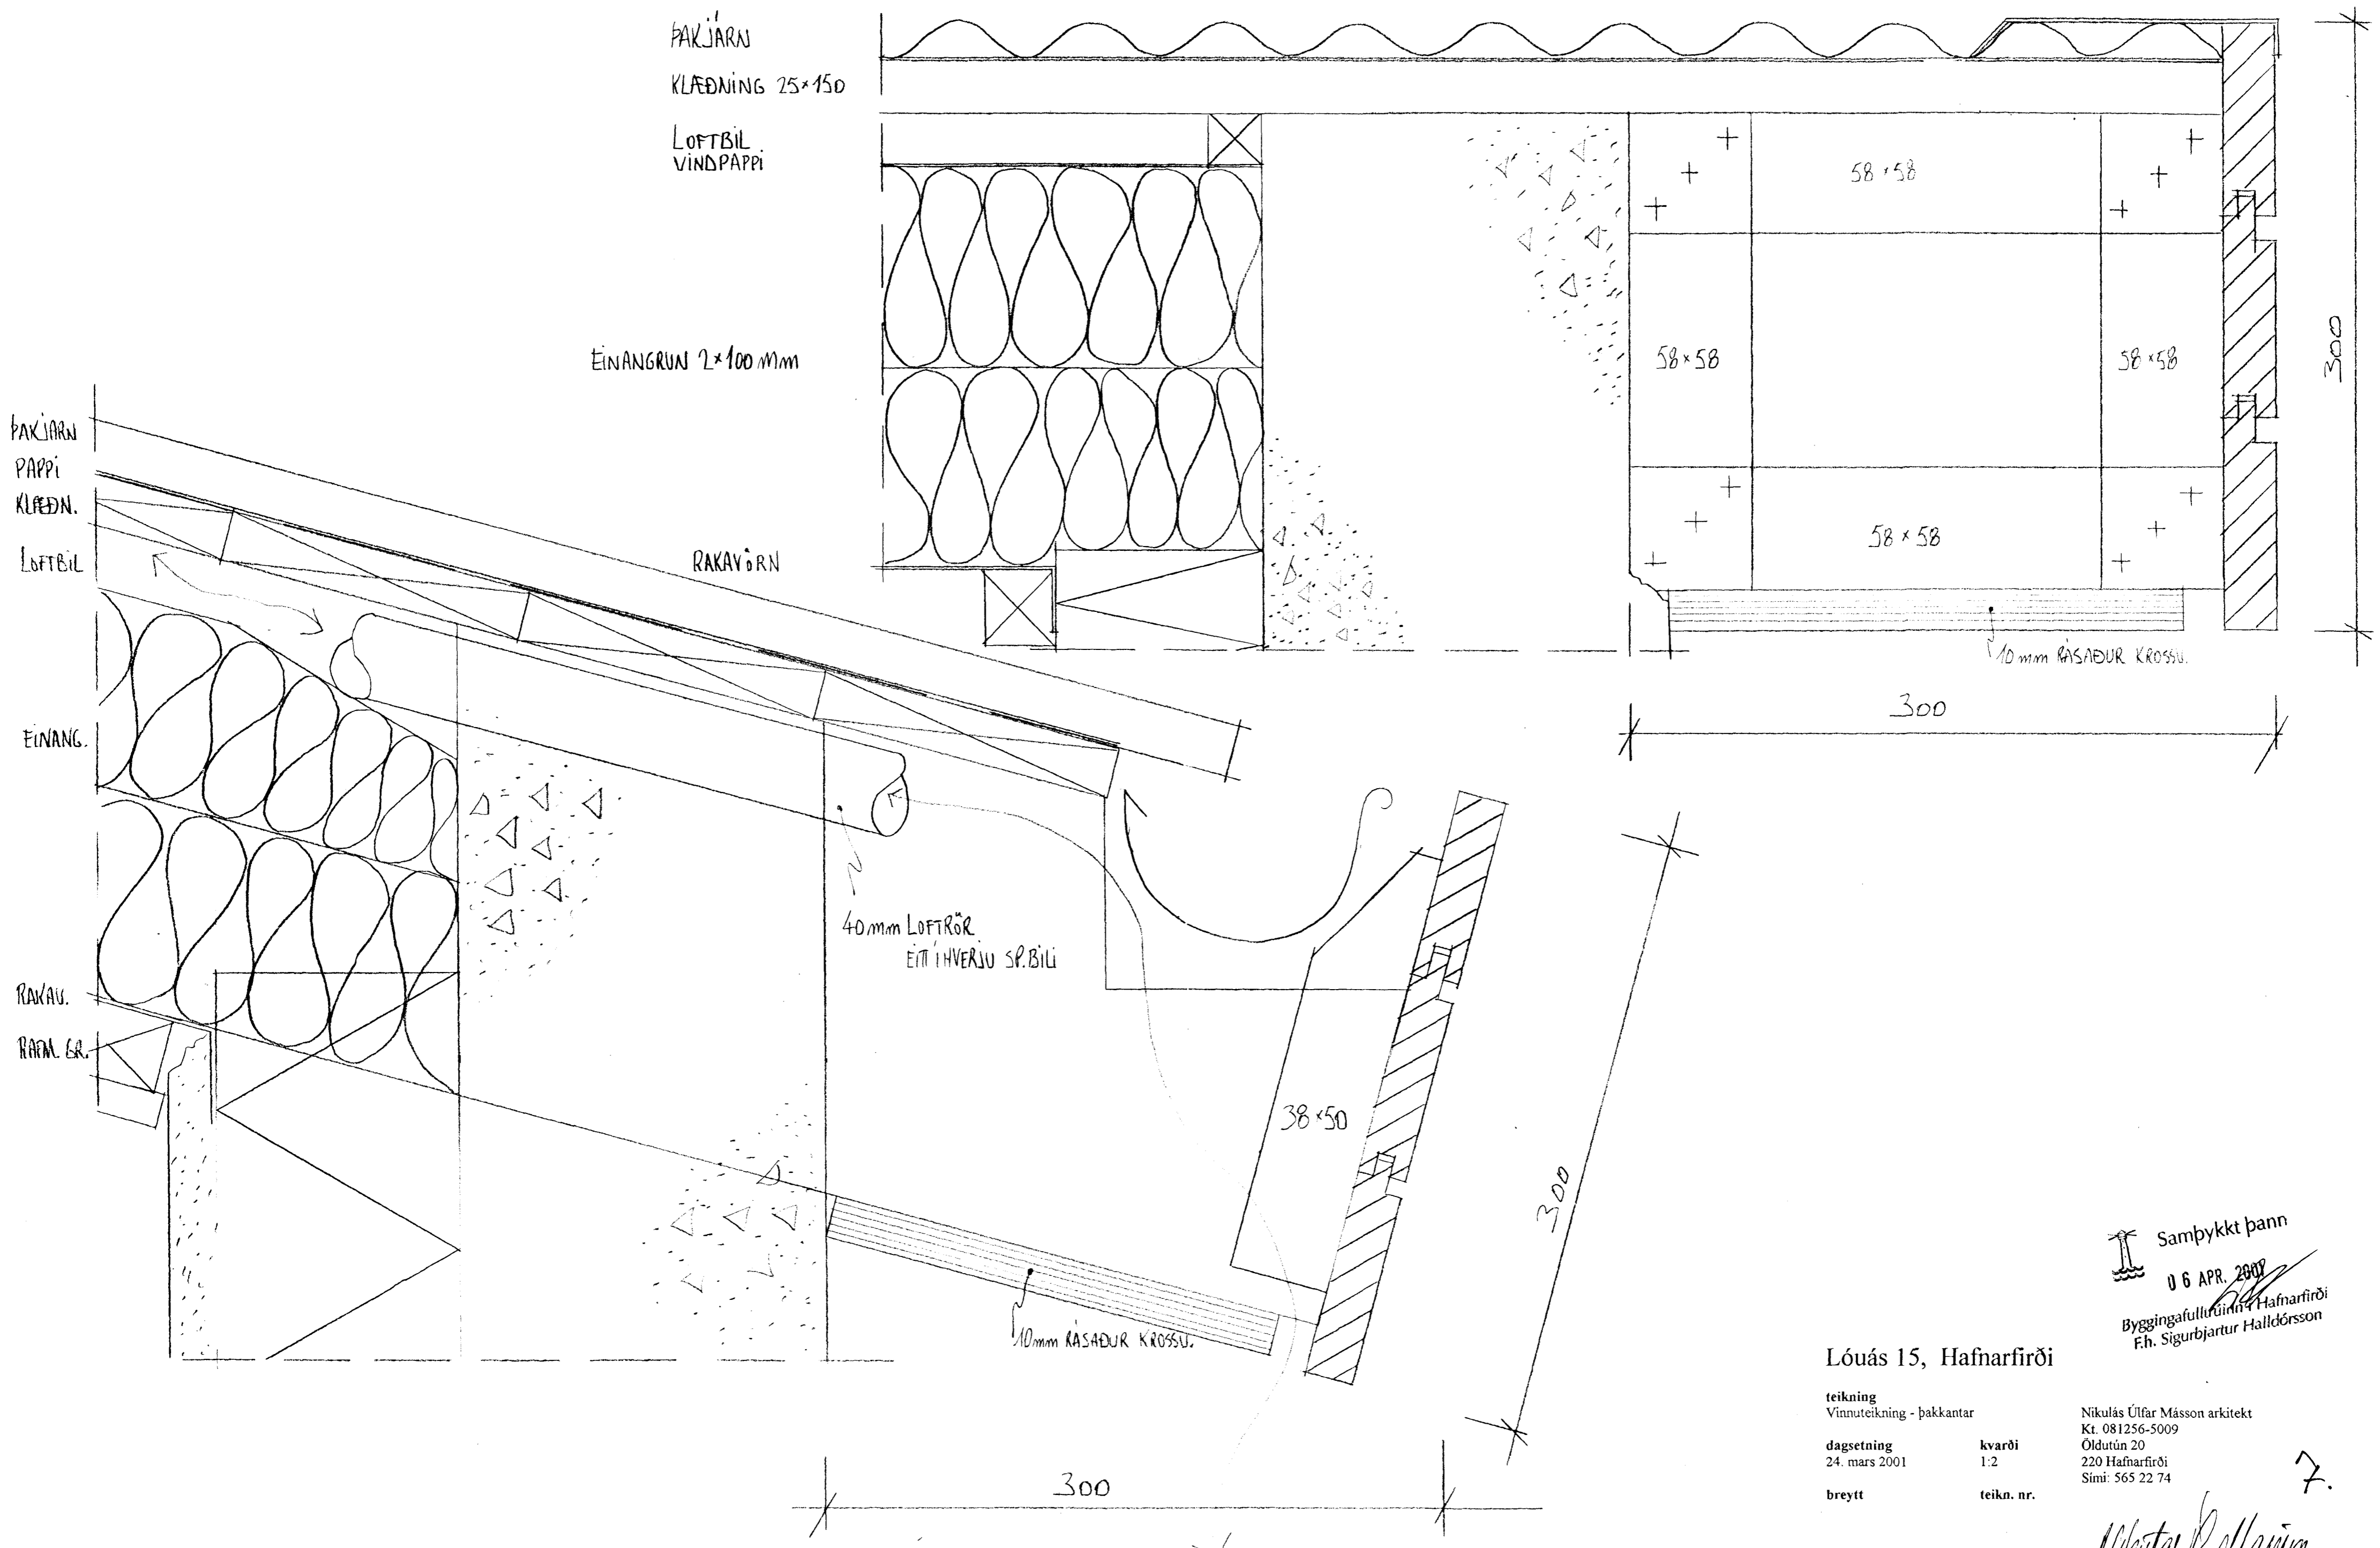 ÞAKJÁRN
KLÆÐNING 25×150
LOFTBIL
VINDPAPPI
EINANGRUN 2×100 mm
RAKAVÖRN
58×58
58×58
58×58
58×58
300
10 mm RÁSAÐUR KROSSV.
300
ÞAKJÁRN
PAPPI
KLÆÐN.
LOFTBIL
EINANG.
RAKAV.
RAFM. GR.
40 mm LOFTRÖR
EITT Í HVERJU SP.BILI
38×50
10 mm RÁSAÐUR KROSSV.
300
300
Samþykkt þann
06 APR.
Byggingafulltrúinn í Hafnarfirði
F.h. Sigurbjartur Halldórsson
Lóuás 15, Hafnarfirði
teikning
Vinnuteikning - þakkantar
dagsetning kvarði
24. mars 2001 1:2
breytt teikn. nr.
Nikulás Úlfar Másson arkitekt
Kt. 081256-5009
Öldutún 20
220 Hafnarfirði
Sími: 565 22 74
7.